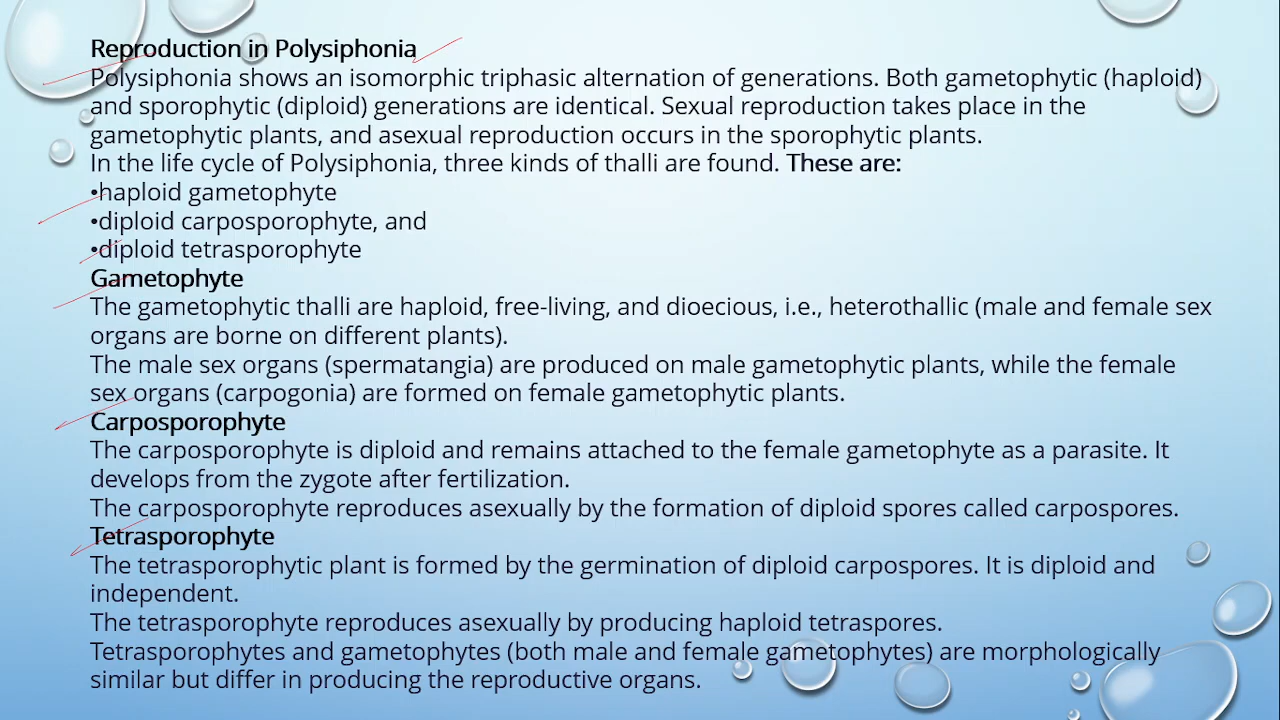 Reproduction in Polysiphonia
Polysiphonia shows an isomorphic triphasic alternation of generations. Both gametophytic (haploid)
and sporophytic (diploid) generations are identical. Sexual reproduction takes place in the
gametophytic plants, and asexual reproduction occurs in the sporophytic plants.
In the life cycle of Polysiphonia, three kinds of thalli are found. These are:
•haploid gametophyte
•diploid carposporophyte, and
•diploid tetrasporophyte
Gametophyte
The gametophytic thalli are haploid, free-living, and dioecious, i.e., heterothallic (male and female sex
organs are borne on different plants).
The male sex organs (spermatangia) are produced on male gametophytic plants, while the female
sex organs (carpogonia) are formed on female gametophytic plants.
Carposporophyte
The carposporophyte is diploid and remains attached to the female gametophyte as a parasite. It
develops from the zygote after fertilization.
The carposporophyte reproduces asexually by the formation of diploid spores called carpospores.
Tetrasporophyte
The tetrasporophytic plant is formed by the germination of diploid carpospores. It is diploid and
independent.
The tetrasporophyte reproduces asexually by producing haploid tetraspores.
Tetrasporophytes and gametophytes (both male and female gametophytes) are morphologically
similar but differ in producing the reproductive organs.